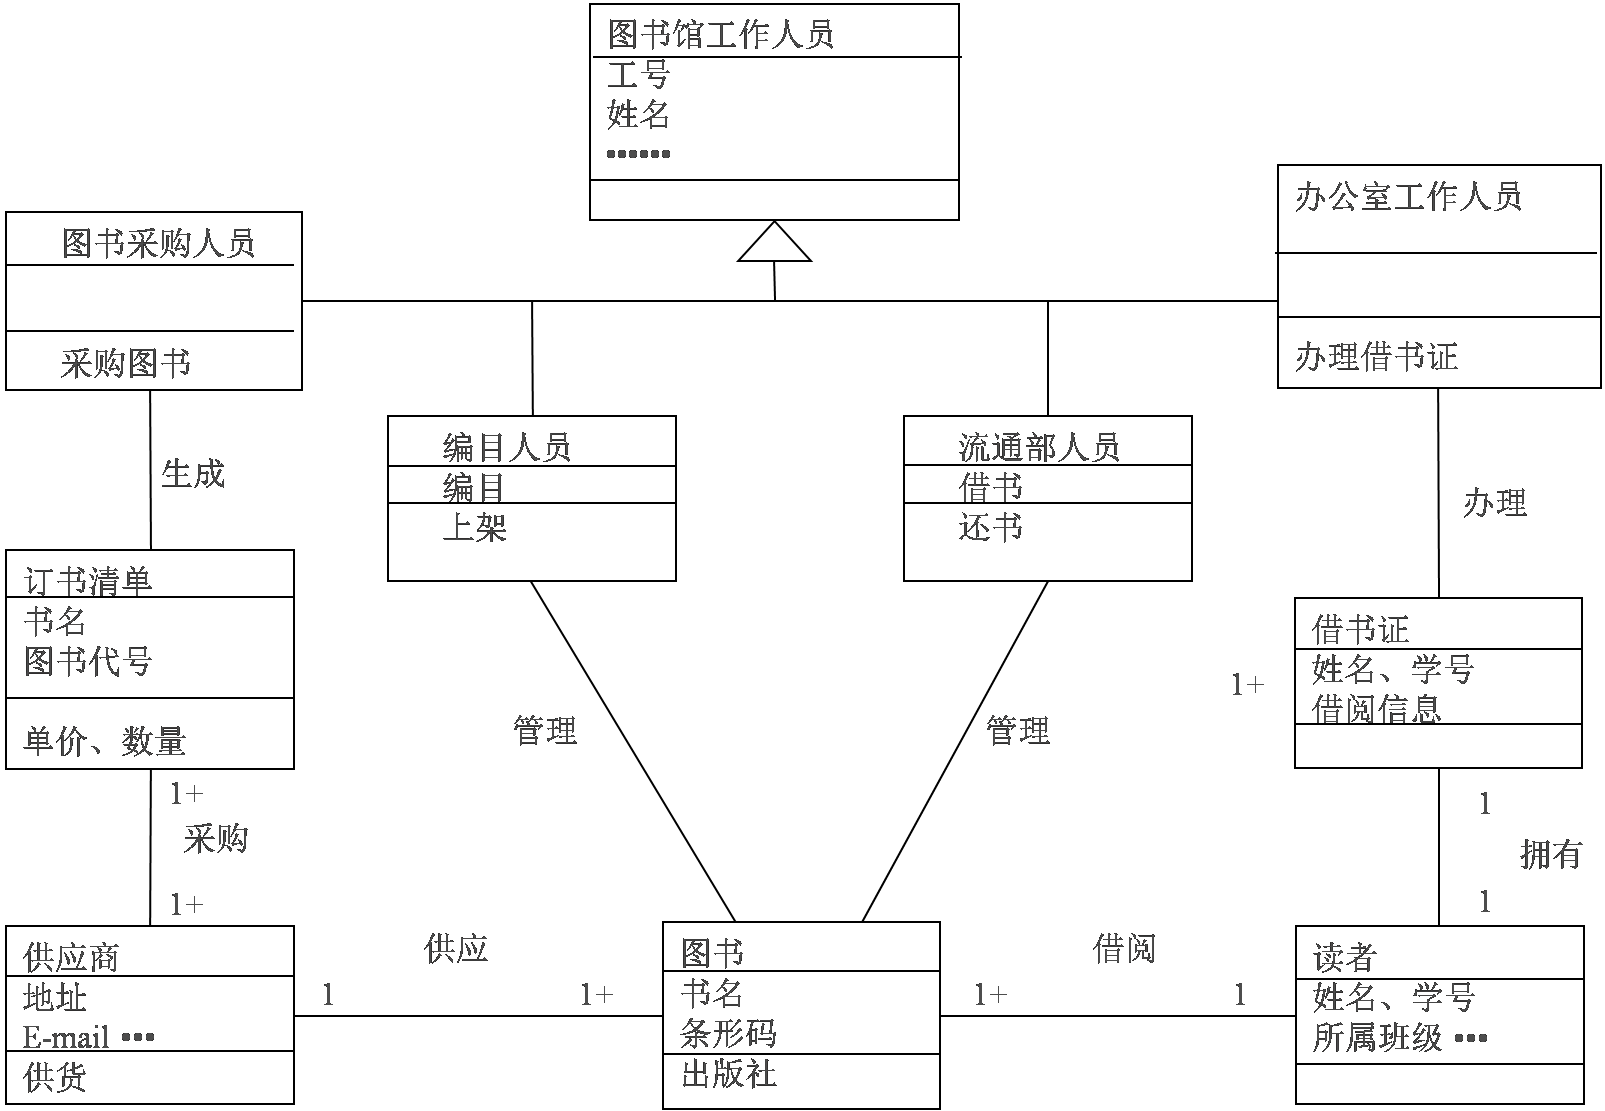 图书馆工作人员
工号
姓名
▪▪▪▪▪▪
办公室工作人员
办理借书证
图书采购人员
采购图书
编目人员
编目
上架
流通部人员
借书
还书
生成
办理
订书清单
书名
图书代号
单价、数量
借书证
姓名、学号
借阅信息
1+
管理
管理
1+
采购
1+
1
拥有
1
供应商
地址
E-mail ▪▪▪
供货
供应
1
1+
图书
书名
条形码
出版社
借阅
1+
1
读者
姓名、学号
所属班级 ▪▪▪